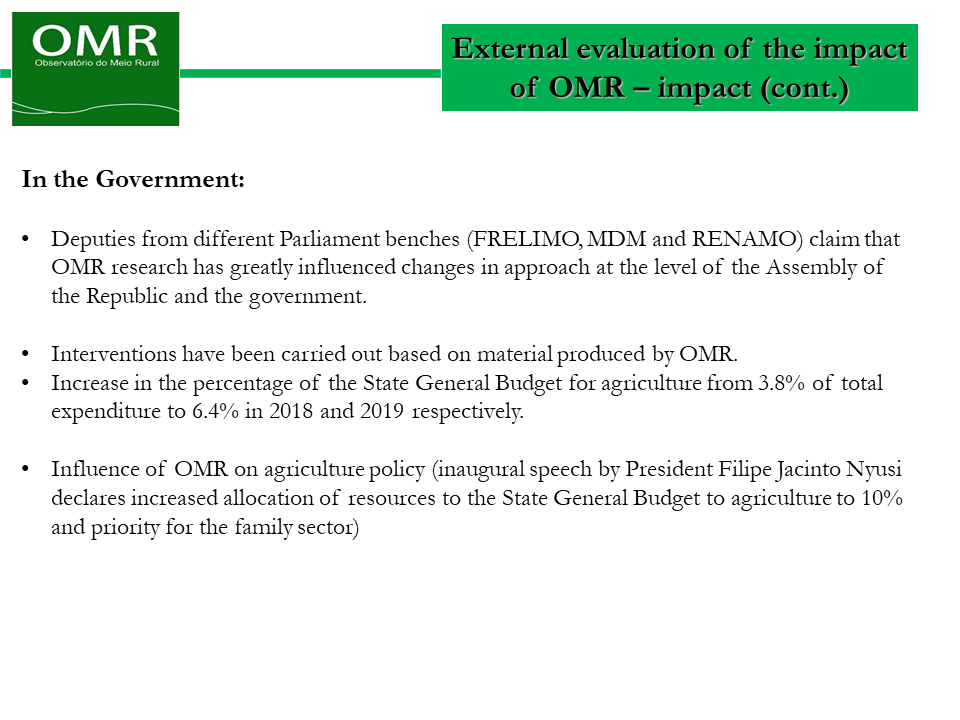 OMR
Observatório do Meio Rural
External evaluation of the impact
of OMR – impact (cont.)
In the Government:
• Deputies from different Parliament benches (FRELIMO, MDM and RENAMO) claim that
OMR research has greatly influenced changes in approach at the level of the Assembly of
the Republic and the government.
• Interventions have been carried out based on material produced by OMR.
• Increase in the percentage of the State General Budget for agriculture from 3.8% of total
expenditure to 6.4% in 2018 and 2019 respectively.
• Influence of OMR on agriculture policy (inaugural speech by President Filipe Jacinto Nyusi
declares increased allocation of resources to the State General Budget to agriculture to 10%
and priority for the family sector)